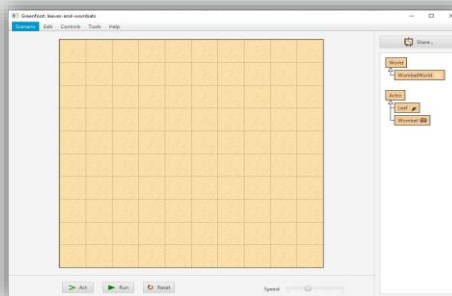 Greenfoot: leaves-and-wombats
Scenario Edit Controls Tools Help
Share...
World
WombatWorld
Actor
Leaf
Wombat
Act Run Reset Speed: